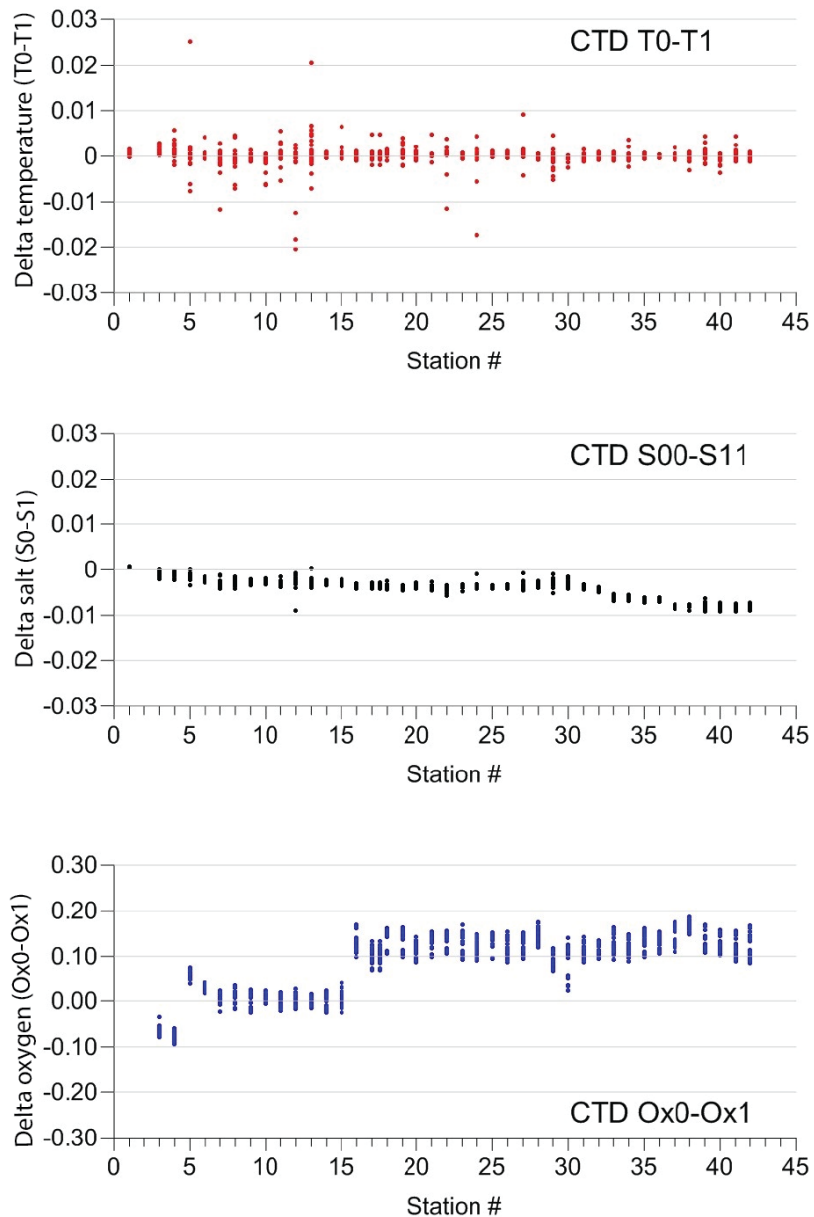 CTD T0-T1
Delta temperature (T0-T1)
0.03
0.02
0.01
0
-0.01
-0.02
-0.03
0 5 10 15 20 25 30 35 40 45
Station #
CTD S00-S11
Delta salt (S0-S1)
0.03
0.02
0.01
0
-0.01
-0.02
-0.03
0 5 10 15 20 25 30 35 40 45
Station #
Delta oxygen (Ox0-Ox1)
0.30
0.20
0.10
0.00
-0.10
-0.20
-0.30
CTD Ox0-Ox1
0 5 10 15 20 25 30 35 40 45
Station #